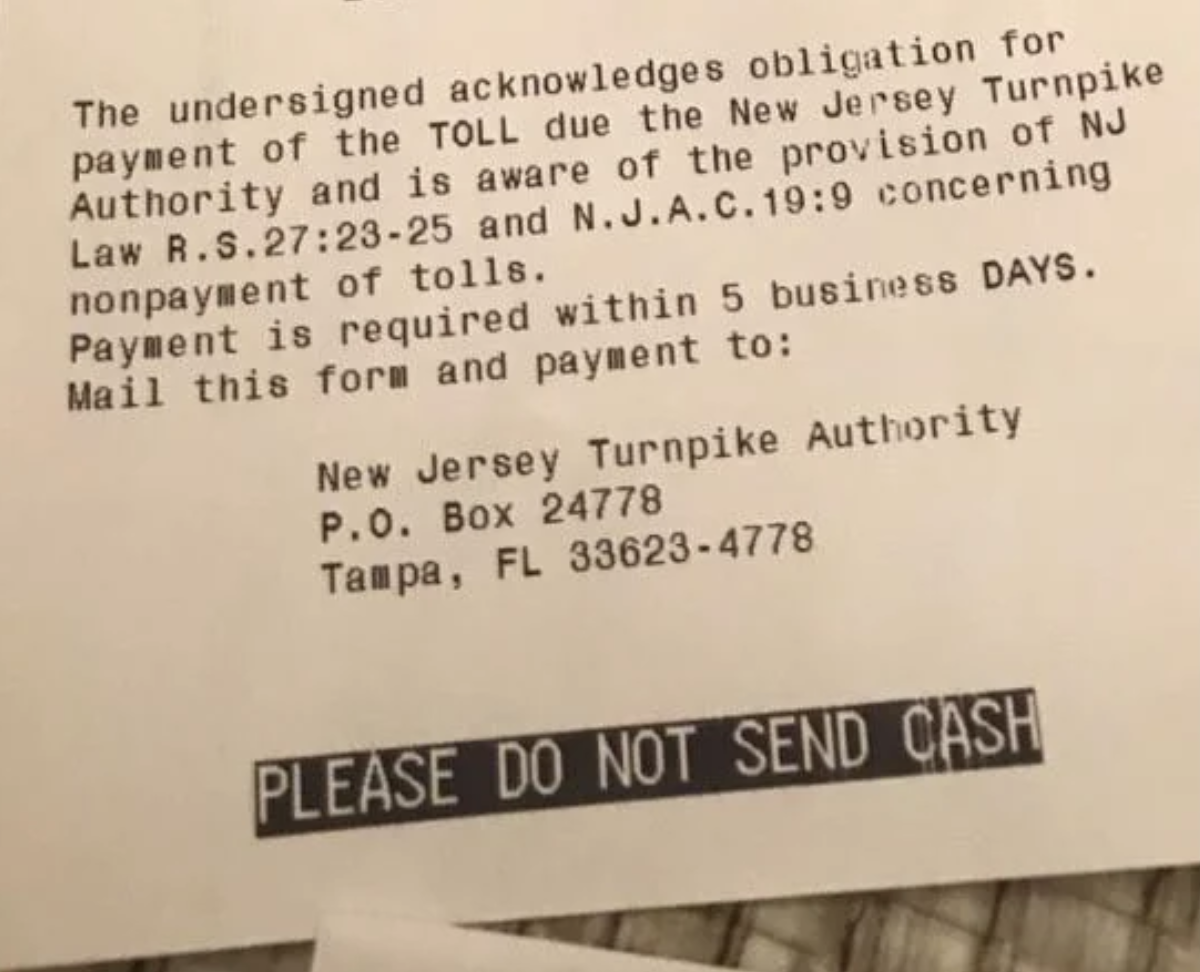 The undersigned acknowledges obligation for
payment of the TOLL due the New Jersey Turnpike
Authority and is aware of the provision of NJ
Law R.S.27:23-25 and N.J.A.C.19:9 concerning
nonpayment of tolls.
Payment is required within 5 business DAYS.
Mail this form and payment to:
New Jersey Turnpike Authority
P.O. Box 24778
Tampa, FL 33623-4778
PLEASE DO NOT SEND CASH